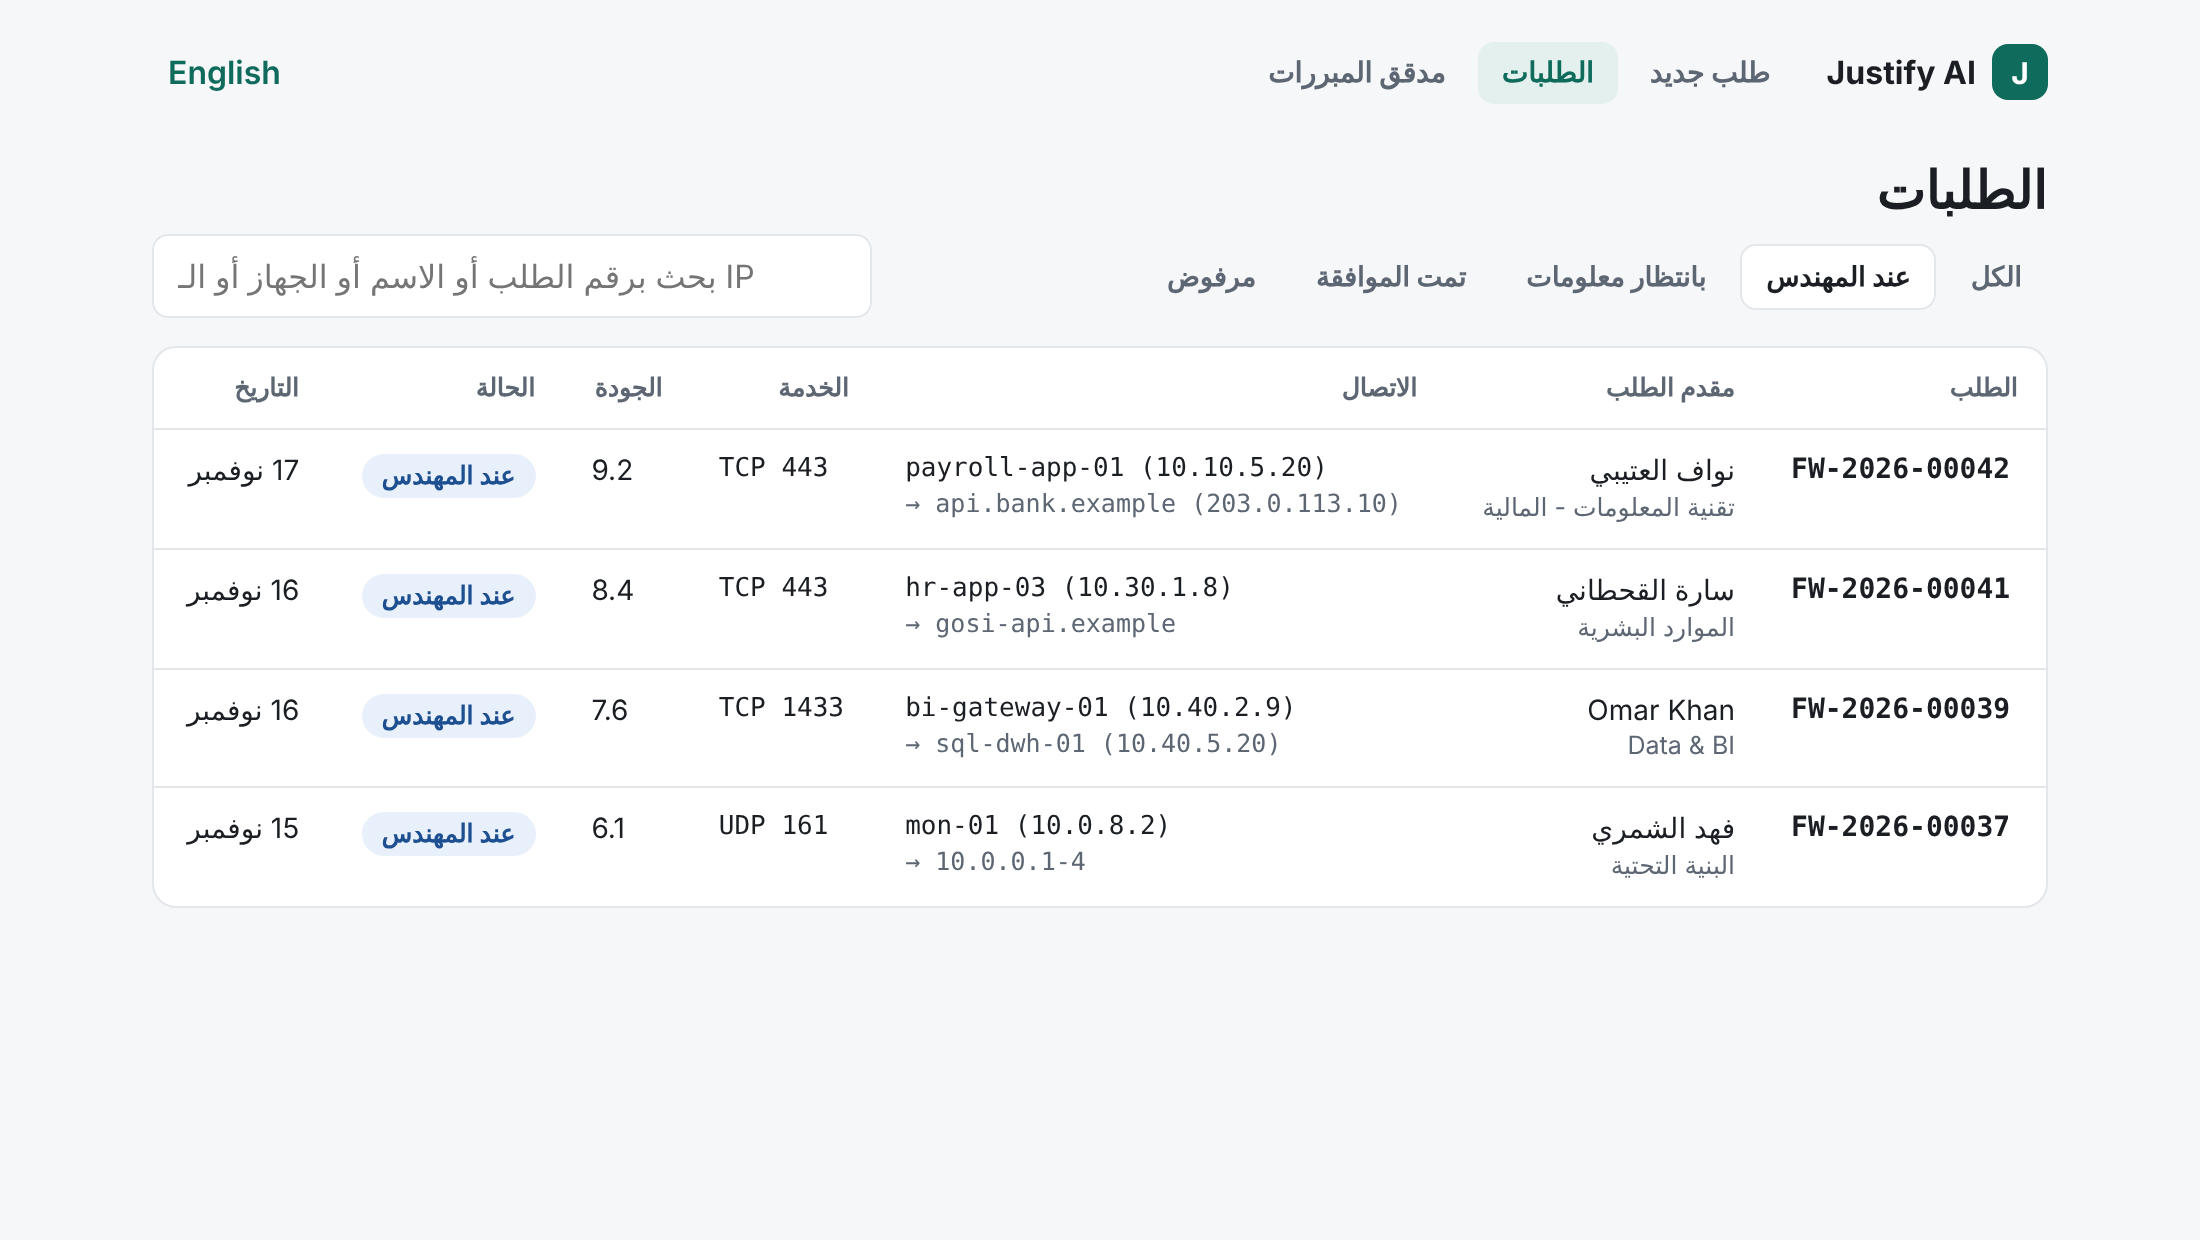 J Justify AI
طلب جديد
الطلبات
مدقق المبررات
English
الطلبات
الكل
عند المهندس
بانتظار معلومات
تمت الموافقة
مرفوض
بحث برقم الطلب أو الاسم أو الجهاز أو الـ IP
الطلب مقدم الطلب الاتصال الخدمة الجودة الحالة التاريخ
FW-2026-00042
نواف العتيبي
تقنية المعلومات - المالية
payroll-app-01 (10.10.5.20)
→ api.bank.example (203.0.113.10)
TCP 443
9.2
عند المهندس
17 نوفمبر
FW-2026-00041
سارة القحطاني
الموارد البشرية
hr-app-03 (10.30.1.8)
→ gosi-api.example
TCP 443
8.4
عند المهندس
16 نوفمبر
FW-2026-00039
Omar Khan
Data & BI
bi-gateway-01 (10.40.2.9)
→ sql-dwh-01 (10.40.5.20)
TCP 1433
7.6
عند المهندس
16 نوفمبر
FW-2026-00037
فهد الشمري
البنية التحتية
mon-01 (10.0.8.2)
→ 10.0.0.1-4
UDP 161
6.1
عند المهندس
15 نوفمبر